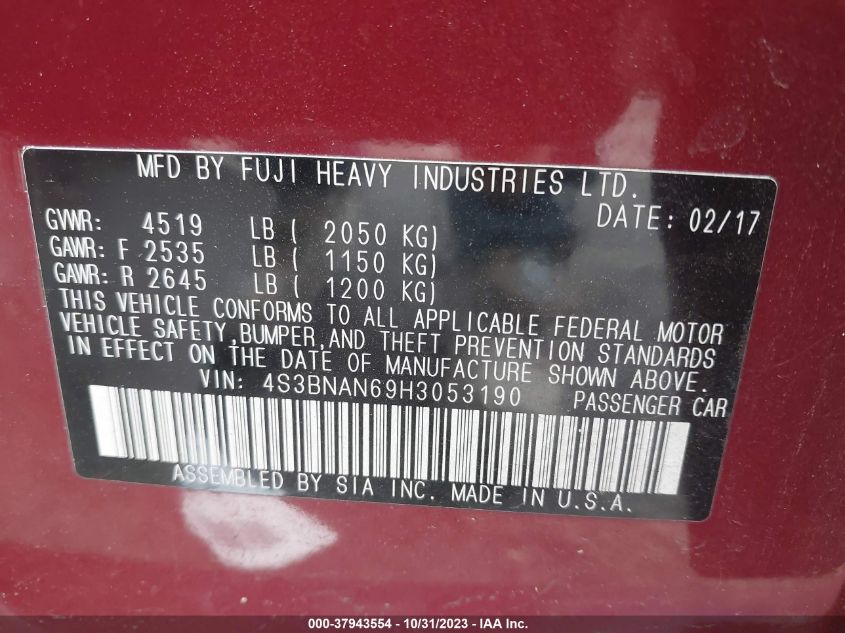 MFD BY FUJI HEAVY INDUSTRIES LTD.
DATE: 02/17
GVWR: 4519 LB ( 2050 KG)
GAWR: F 2535 LB ( 1150 KG)
GAWR: R 2645 LB ( 1200 KG)
THIS VEHICLE CONFORMS TO ALL APPLICABLE FEDERAL MOTOR
VEHICLE SAFETY, BUMPER, AND THEFT PREVENTION STANDARDS
IN EFFECT ON THE DATE OF MANUFACTURE SHOWN ABOVE.
VIN: 4S3BNAN69H3053190 PASSENGER CAR
ASSEMBLED BY SIA INC. MADE IN U.S.A.
000-37943554 - 10/31/2023 - IAA Inc.